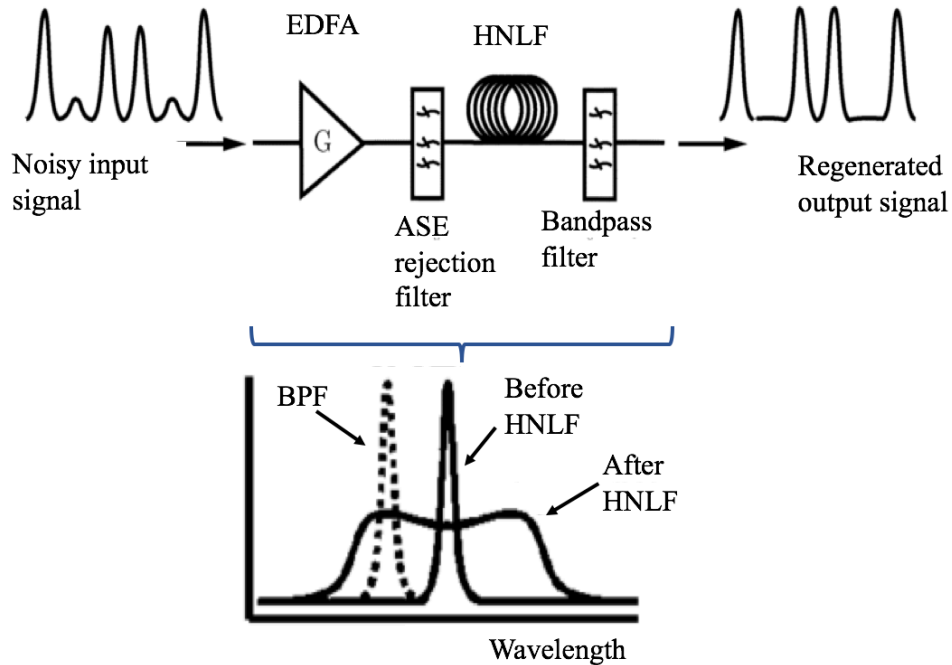 EDFA
HNLF
G
Noisy input
signal
ASE
rejection
filter
Bandpass
filter
Regenerated
output signal
BPF
Before
HNLF
After
HNLF
Wavelength